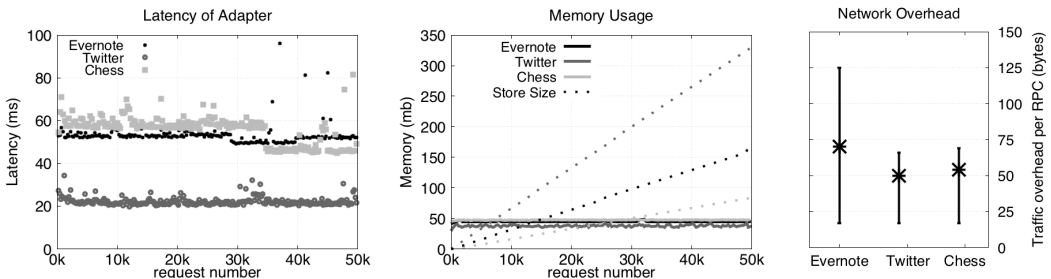 Latency of Adapter
Evernote
Twitter
Chess
100
80
60
40
20
0
Latency (ms)
0k 10k 20k 30k 40k 50k
request number
Memory Usage
Evernote
Twitter
Chess
Store Size
350
300
250
200
150
100
50
0
Memory (mb)
0k 10k 20k 30k 40k 50k
request number
Network Overhead
150
125
100
75
50
25
0
Traffic overhead per RPC (bytes)
Evernote Twitter Chess